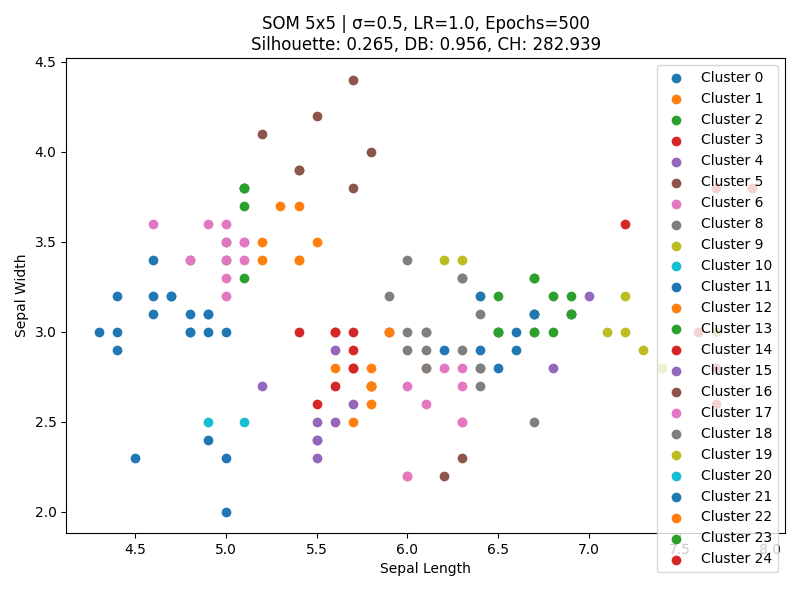 SOM 5x5 | σ=0.5, LR=1.0, Epochs=500
Silhouette: 0.265, DB: 0.956, CH: 282.939
Sepal Width
4.5
4.0
3.5
3.0
2.5
2.0
Cluster 0
Cluster 1
Cluster 2
Cluster 3
Cluster 4
Cluster 5
Cluster 6
Cluster 8
Cluster 9
Cluster 10
Cluster 11
Cluster 12
Cluster 13
Cluster 14
Cluster 15
Cluster 16
Cluster 17
Cluster 18
Cluster 19
Cluster 20
Cluster 21
Cluster 22
Cluster 23
Cluster 24
4.5 5.0 5.5 6.0 6.5 7.0 7.5 8.0
Sepal Length